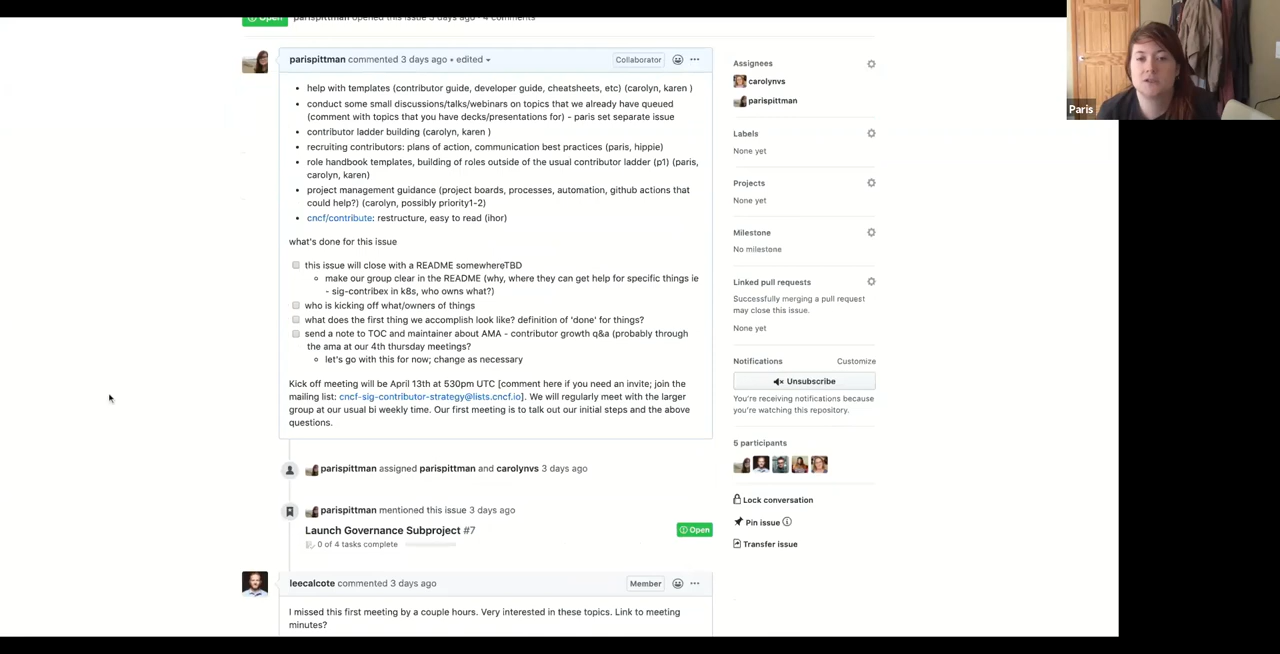 Open parispittman opened this issue 3 days ago • 4 comments
parispittman commented 3 days ago • edited
Collaborator
help with templates (contributor guide, developer guide, cheatsheets, etc) (carolyn, karen )
conduct some small discussions/talks/webinars on topics that we already have queued
(comment with topics that you have decks/presentations for) - paris set separate issue
contributor ladder building (carolyn, karen )
recruiting contributors: plans of action, communication best practices (paris, hippie)
role handbook templates, building of roles outside of the usual contributor ladder (p1) (paris,
carolyn, karen)
project management guidance (project boards, processes, automation, github actions that
could help?) (carolyn, possibly priority1-2)
cncf/contribute: restructure, easy to read (ihor)
what's done for this issue
this issue will close with a README somewhereTBD
make our group clear in the README (why, where they can get help for specific things ie
- sig-contribex in k8s, who owns what?)
who is kicking off what/owners of things
what does the first thing we accomplish look like? definition of 'done' for things?
send a note to TOC and maintainer about AMA - contributor growth q&a (probably through
the ama at our 4th thursday meetings?
let's go with this for now; change as necessary
Kick off meeting will be April 13th at 530pm UTC [comment here if you need an invite; join the
mailing list: cncf-sig-contributor-strategy@lists.cncf.io]. We will regularly meet with the larger
group at our usual bi weekly time. Our first meeting is to talk out our initial steps and the above
questions.
parispittman assigned parispittman and carolynvs 3 days ago
parispittman mentioned this issue 3 days ago
Launch Governance Subproject #7
Open
0 of 4 tasks complete
leecalcote commented 3 days ago
Member
I missed this first meeting by a couple hours. Very interested in these topics. Link to meeting
minutes?
Assignees
carolynvs
parispittman
Labels
None yet
Projects
None yet
Milestone
No milestone
Linked pull requests
Successfully merging a pull request
may close this issue.
None yet
Notifications
Customize
Unsubscribe
You're receiving notifications because
you're watching this repository.
5 participants
Lock conversation
Pin issue
Transfer issue
Paris